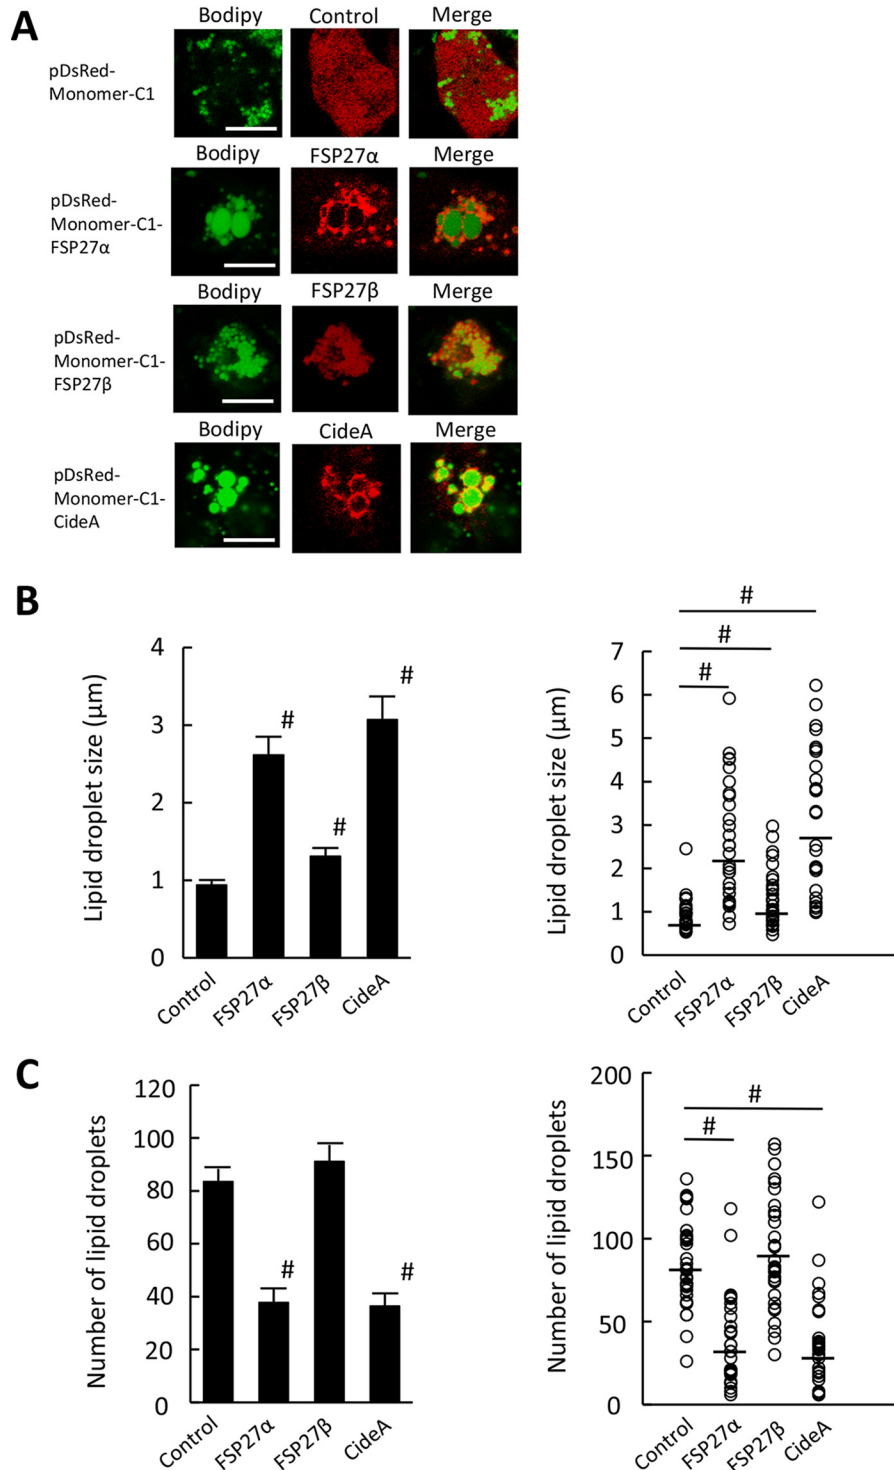 A
Bodipy Control Merge
pDsRed-
Monomer-C1
Bodipy FSP27α Merge
pDsRed-
Monomer-C1-
FSP27α
Bodipy FSP27β Merge
pDsRed-
Monomer-C1-
FSP27β
Bodipy CideA Merge
pDsRed-
Monomer-C1-
CideA
B
Lipid droplet size (μm)
4
3
2
1
0
# # #
Control FSP27α FSP27β CideA
Lipid droplet size (μm)
7
6
5
4
3
2
1
0
#
#
#
Control FSP27α FSP27β CideA
C
Number of lipid droplets
120
100
80
60
40
20
0
# #
Control FSP27α FSP27β CideA
Number of lipid droplets
200
150
100
50
0
#
#
Control FSP27α FSP27β CideA